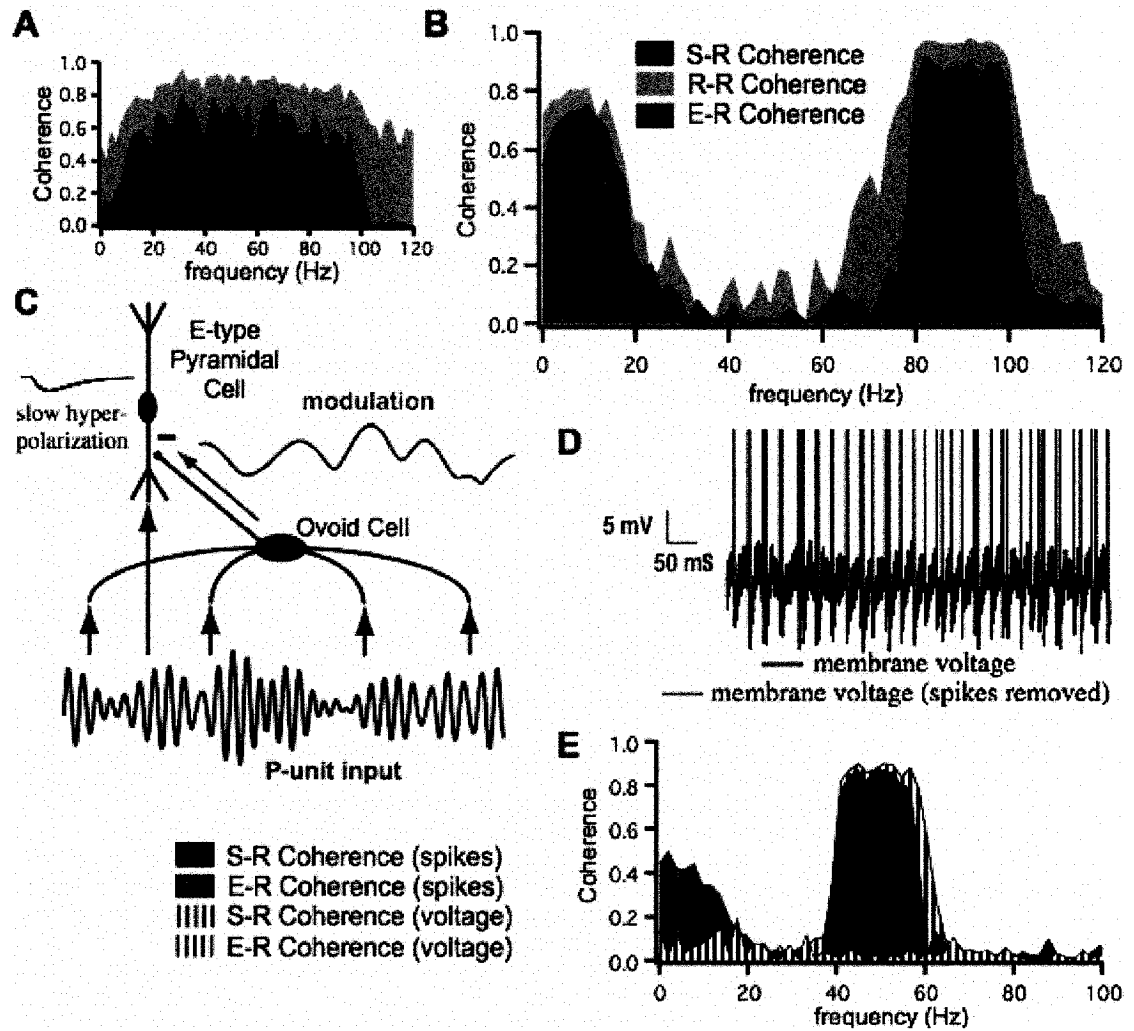 A
1.0
0.8
0.6
0.4
0.2
0.0
Coherence
0 20 40 60 80 100 120
frequency (Hz)
B
1.0
0.8
0.6
0.4
0.2
0.0
Coherence
S-R Coherence
R-R Coherence
E-R Coherence
0 20 40 60 80 100 120
frequency (Hz)
C
E-type
Pyramidal
Cell
slow hyper-
polarization
modulation
Ovoid Cell
P-unit input
S-R Coherence (spikes)
E-R Coherence (spikes)
S-R Coherence (voltage)
E-R Coherence (voltage)
D
5 mV
50 mS
membrane voltage
membrane voltage (spikes removed)
E
1.0
0.8
0.6
0.4
0.2
0.0
Coherence
0 20 40 60 80 100
frequency (Hz)